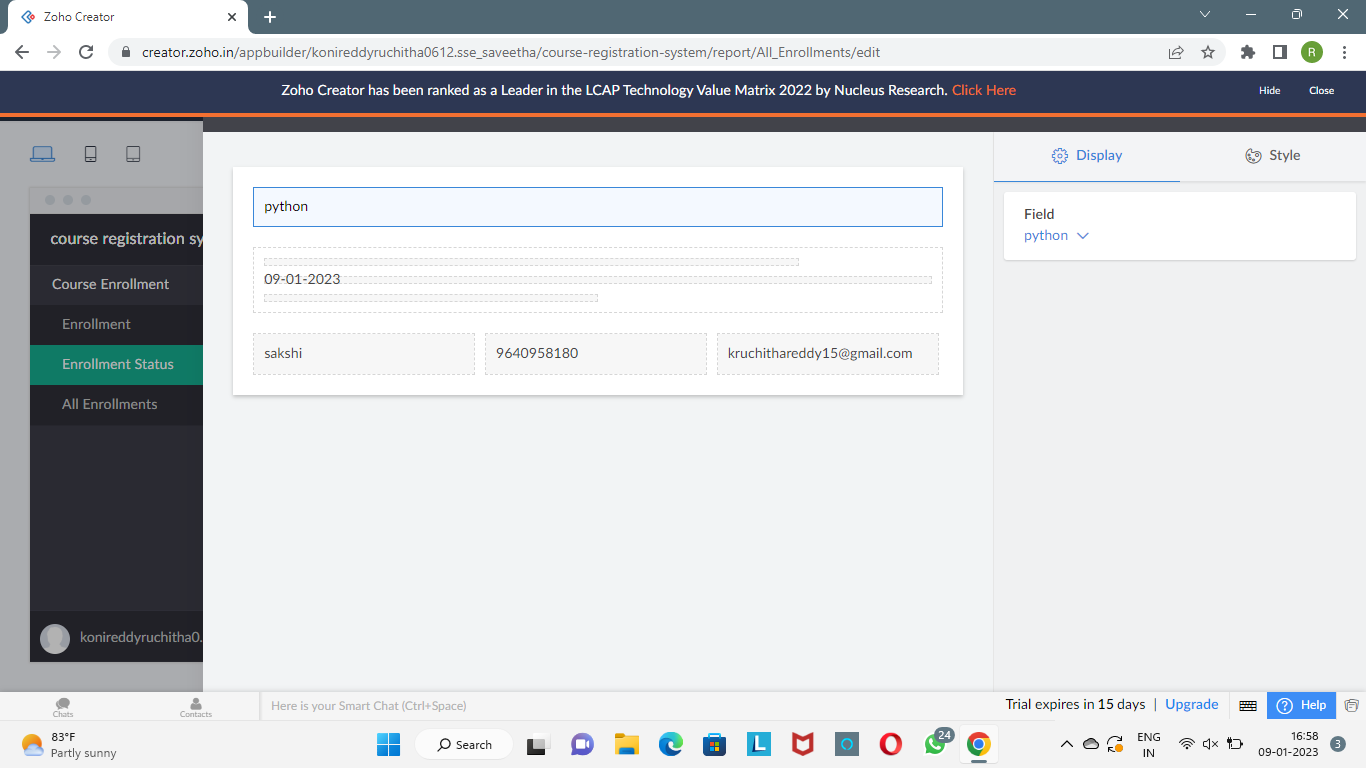 Zoho Creator
creator.zoho.in/appbuilder/konireddyruchitha0612.sse_saveetha/course-registration-system/report/All_Enrollments/edit
R
Zoho Creator has been ranked as a Leader in the LCAP Technology Value Matrix 2022 by Nucleus Research. Click Here
Hide
Close
course registration sy
Course Enrollment
Enrollment
Enrollment Status
All Enrollments
konireddyruchitha0.
python
09-01-2023
sakshi
9640958180
kruchithareddy15@gmail.com
Display
Style
Field
python
Chats
Contacts
Here is your Smart Chat (Ctrl+Space)
Trial expires in 15 days | Upgrade
Help
83°F
Partly sunny
Search
L
24
ENG
IN
16:58
09-01-2023
3